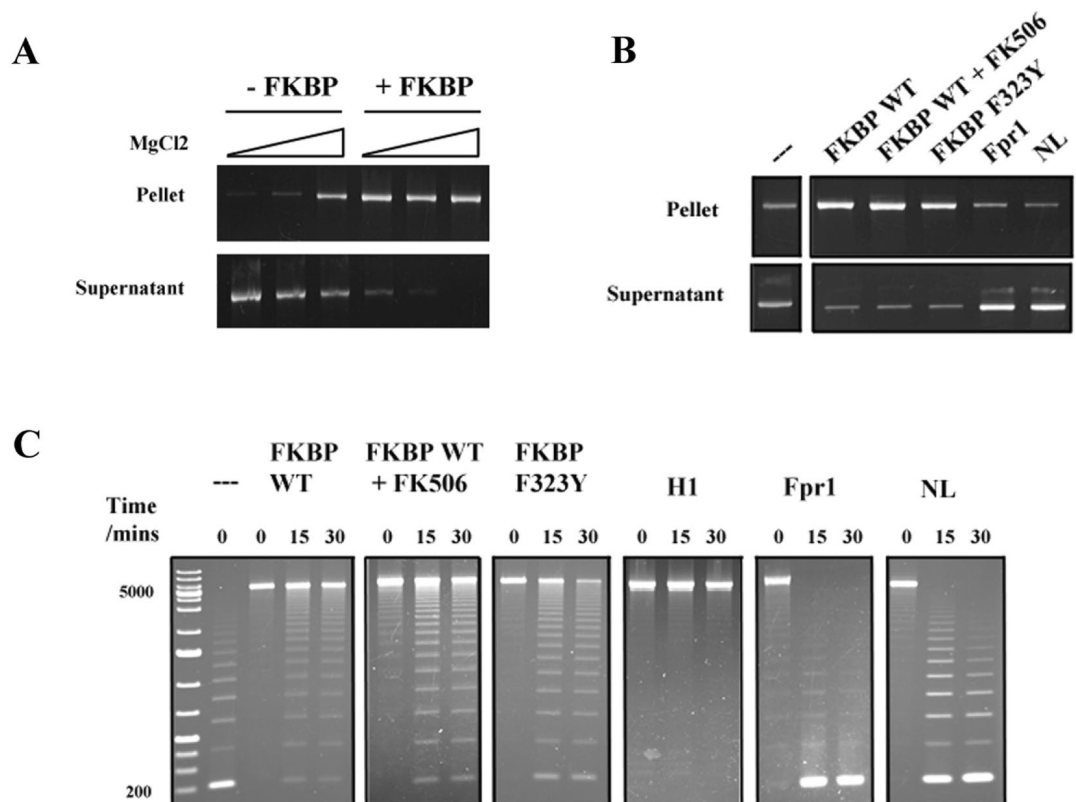 A
- FKBP + FKBP
MgCl2
Pellet
Supernatant
B
---
FKBP WT
FKBP WT + FK506
FKBP F323Y
Fpr1
NL
Pellet
Supernatant
C
Time
/mins
---
FKBP
WT
FKBP WT
+ FK506
FKBP
F323Y
H1
Fpr1
NL
0 0 15 30 0 15 30 0 15 30 0 15 30 0 15 30 0 15 30
5000
200